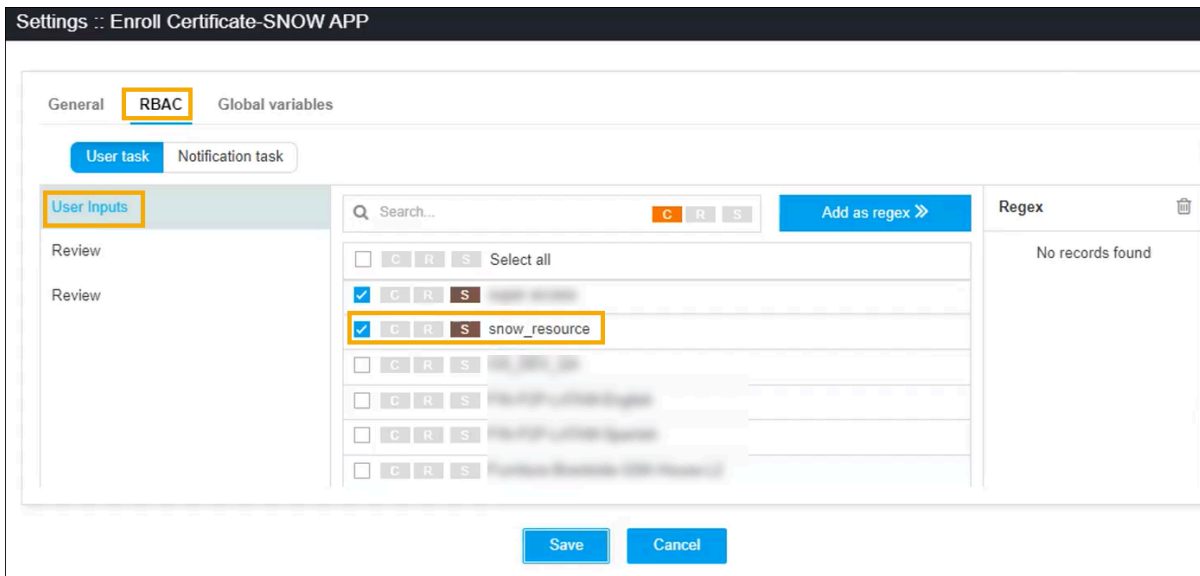 Settings :: Enroll Certificate-SNOW APP
General RBAC Global variables
User task Notification task
User Inputs
Review
Review
Search... C R S Add as regex »
C R S Select all
C R S
C R S snow_resource
C R S
C R S
C R S
C R S
Regex
No records found
Save Cancel